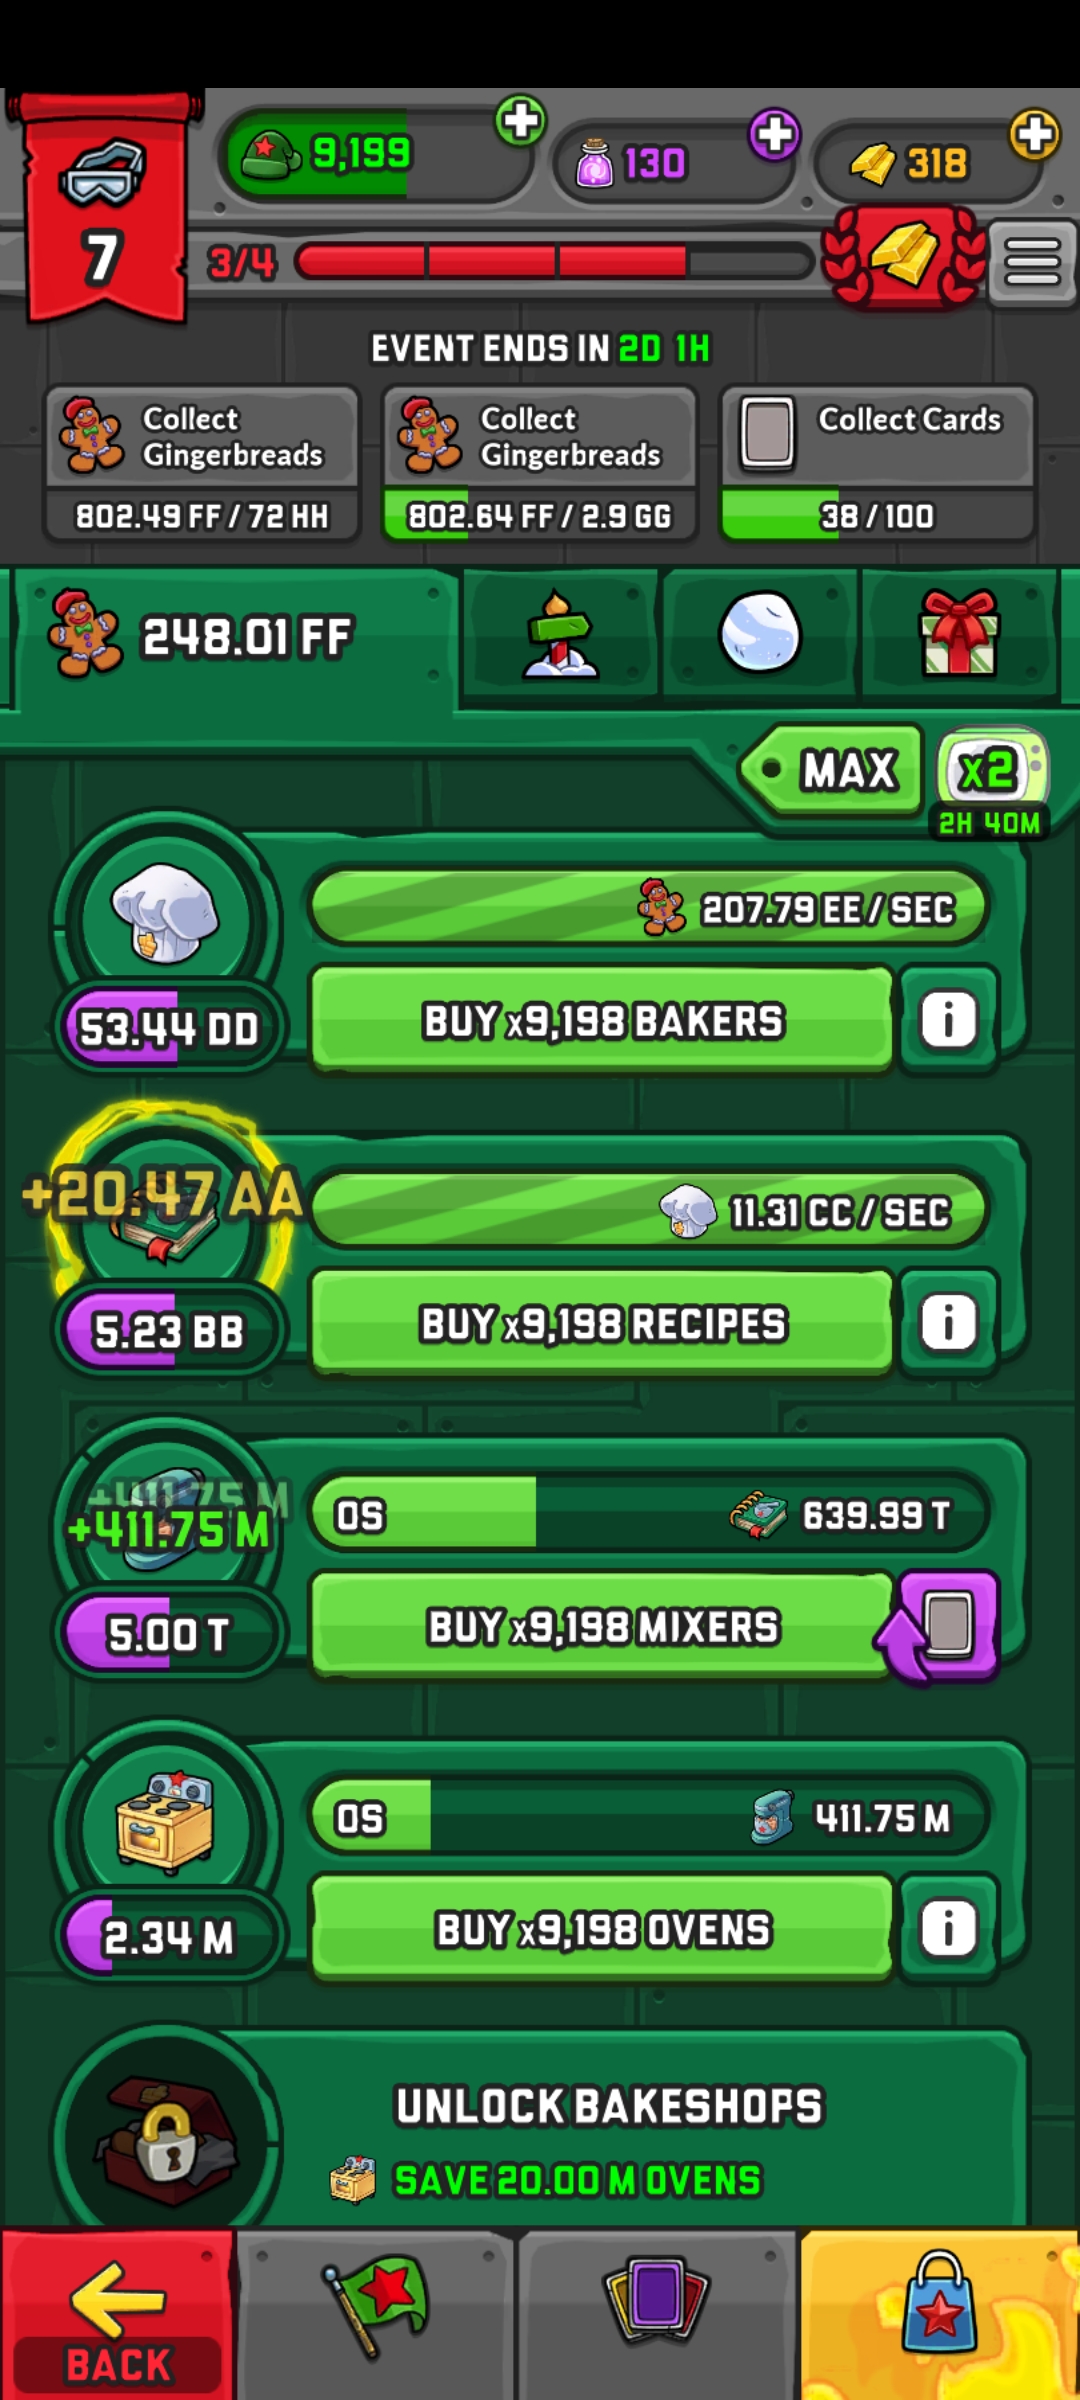 9,199
130
318
7
3/4
EVENT ENDS IN 2D 1H
Collect
Gingerbreads
802.49 FF / 72 HH
Collect
Gingerbreads
802.64 FF / 2.9 GG
Collect Cards
38 / 100
248.01 FF
MAX
x2
2H 40M
207.79 EE / SEC
53.44 DD
BUY x9,198 BAKERS
+20.47 AA
11.31 CC / SEC
5.23 BB
BUY x9,198 RECIPES
+411.75 M
+411.75 M
0S
639.99 T
5.00 T
BUY x9,198 MIXERS
0S
411.75 M
2.34 M
BUY x9,198 OVENS
UNLOCK BAKESHOPS
SAVE 20.00 M OVENS
BACK